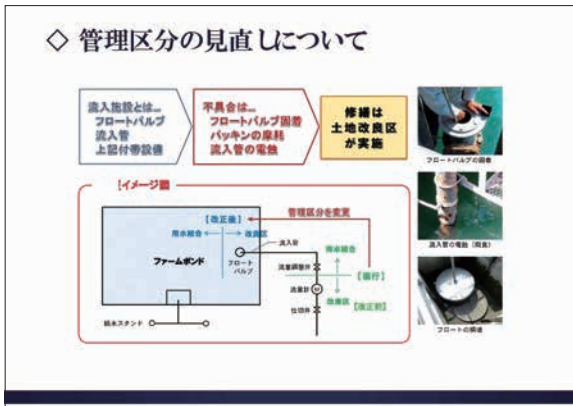 ◇ 管理区分の見直しについて
流入施設とは...
フロートバルブ
流入管
上記付帯設備
不具合は...
フロートバルブ固着
パッキンの摩耗
流入管の電蝕
修繕は
土地改良区
が実施
フロートバルブの固着
流入管の電蝕（腐食）
フロートの損壊
イメージ図
管理区分を変更
【改正後】
用水組合
改良区
流入管
ファームポンド
フロート
バルブ
流量調整弁
流量計
仕切弁
用水組合
【現行】
改良区
【改正前】
給水スタンド